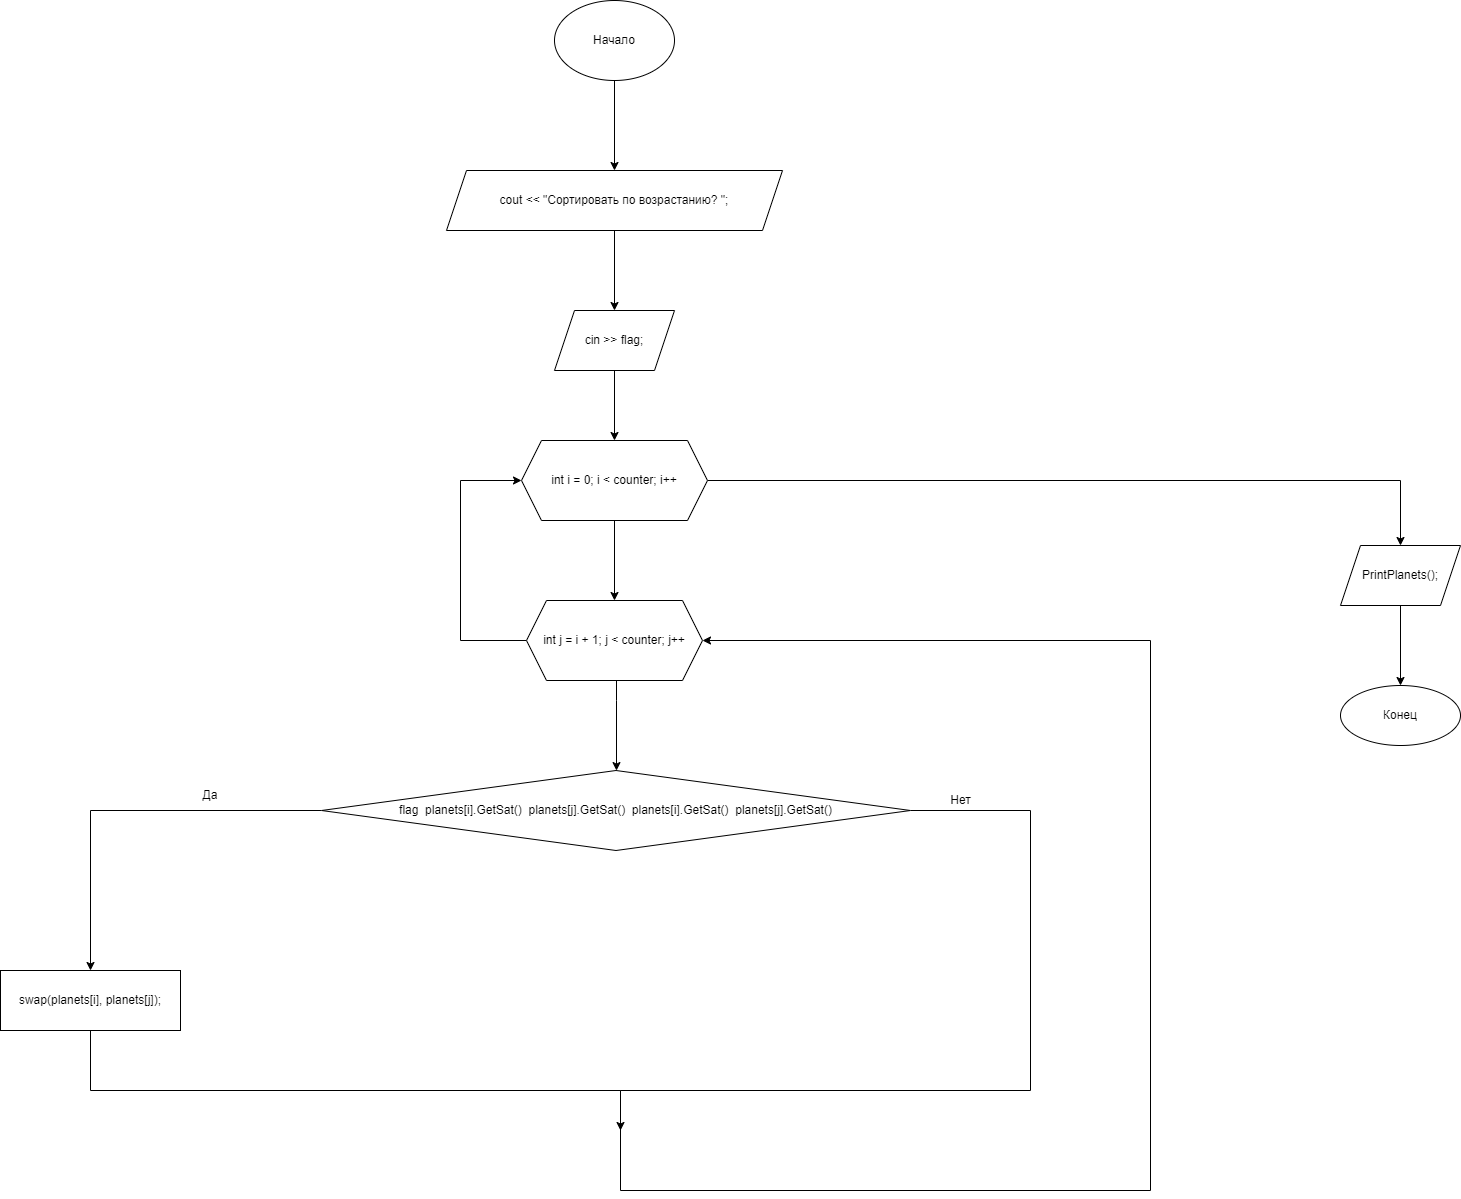 Начало
cout << "Сортировать по возрастанию? ";
cin >> flag;
int i = 0; i < counter; i++
int j = i + 1; j < counter; j++
PrintPlanets();
Конец
Да
Нет
flag planets[i].GetSat() planets[j].GetSat() planets[i].GetSat() planets[j].GetSat()
swap(planets[i], planets[j]);